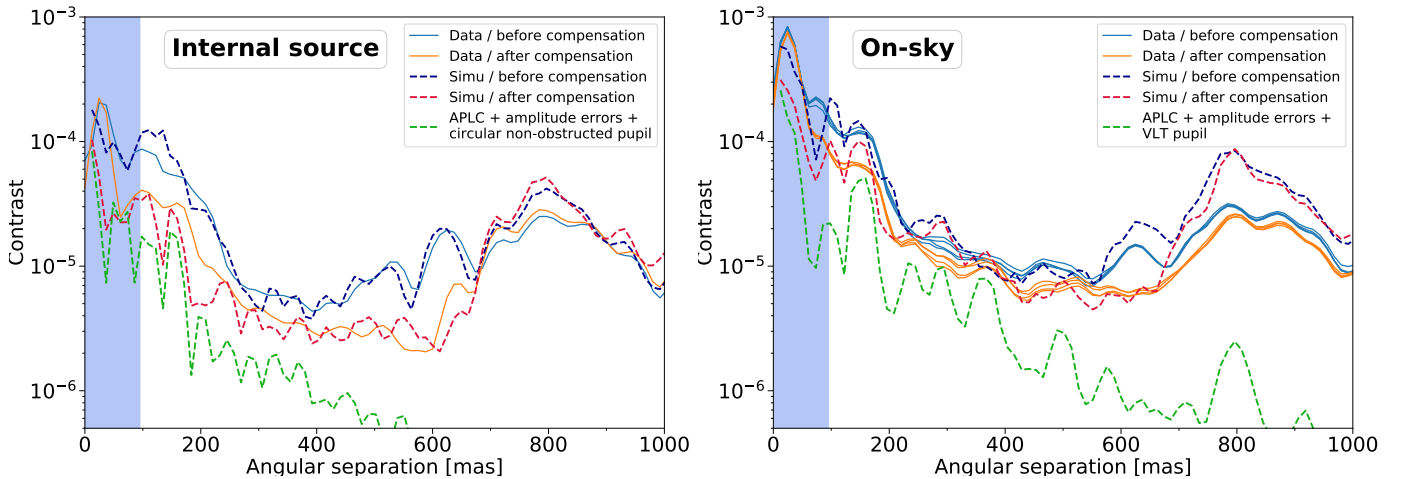 Internal source
Data / before compensation
Data / after compensation
Simu / before compensation
Simu / after compensation
APLC + amplitude errors +
circular non-obstructed pupil
10⁻³
10⁻⁴
10⁻⁵
10⁻⁶
Contrast
0 200 400 600 800 1000
Angular separation [mas]
On-sky
Data / before compensation
Data / after compensation
Simu / before compensation
Simu / after compensation
APLC + amplitude errors +
VLT pupil
10⁻³
10⁻⁴
10⁻⁵
10⁻⁶
Contrast
0 200 400 600 800 1000
Angular separation [mas]